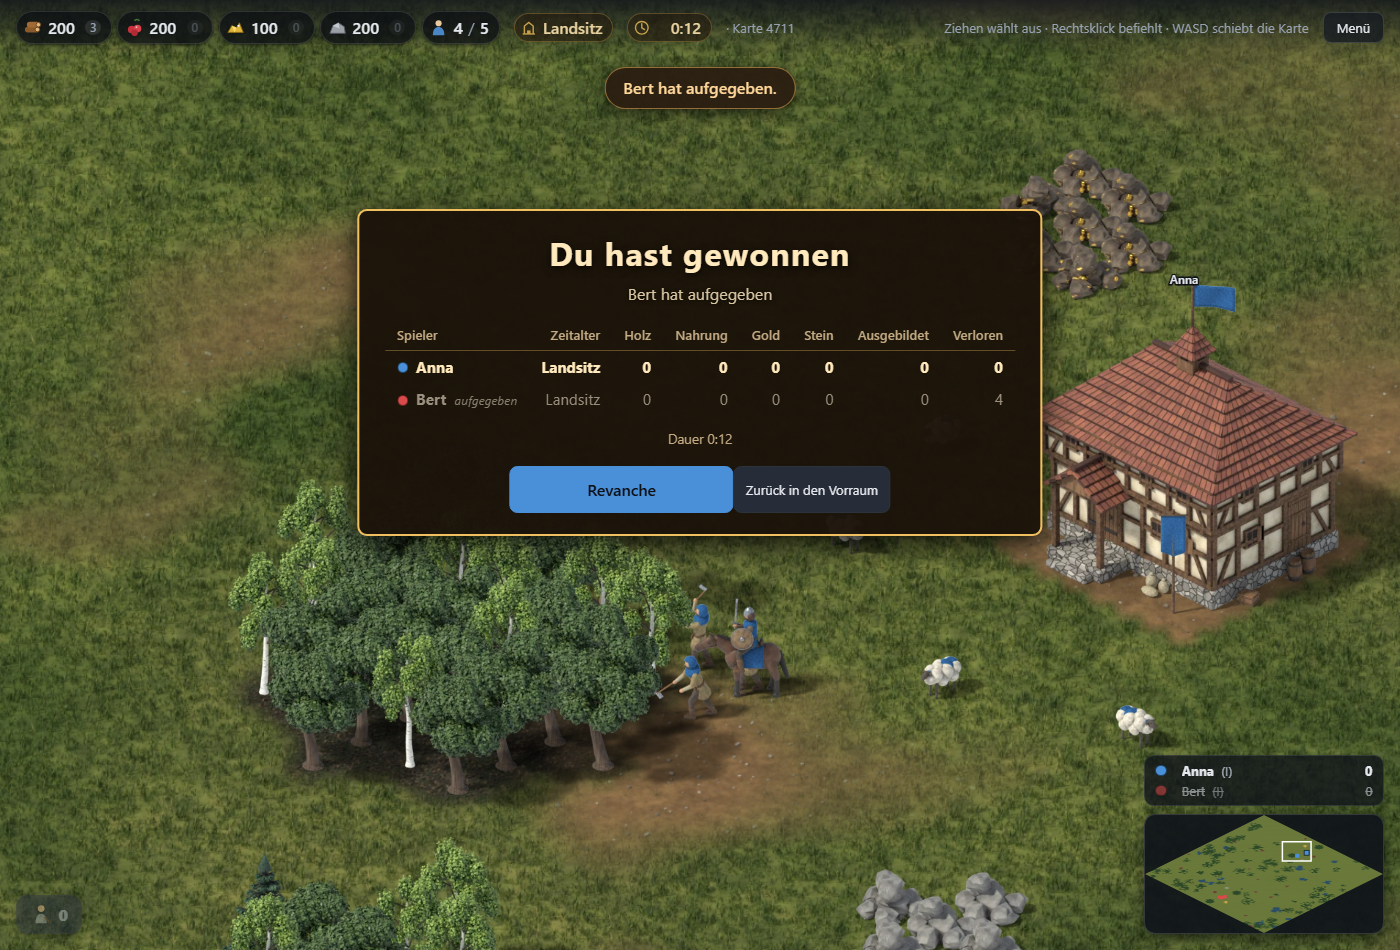 200 3 200 0 100 0 200 0 4 / 5 Landsitz 0:12 · Karte 4711 Ziehen wählt aus · Rechtsklick befiehlt · WASD schiebt die Karte Menü
Bert hat aufgegeben.
Du hast gewonnen
Bert hat aufgegeben
Spieler Zeitalter Holz Nahrung Gold Stein Ausgebildet Verloren
Anna Landsitz 0 0 0 0 0 0
Bert aufgegeben Landsitz 0 0 0 0 0 4
Dauer 0:12
Revanche Zurück in den Vorraum
Anna
Anna (I) 0
Bert (I) 0
0